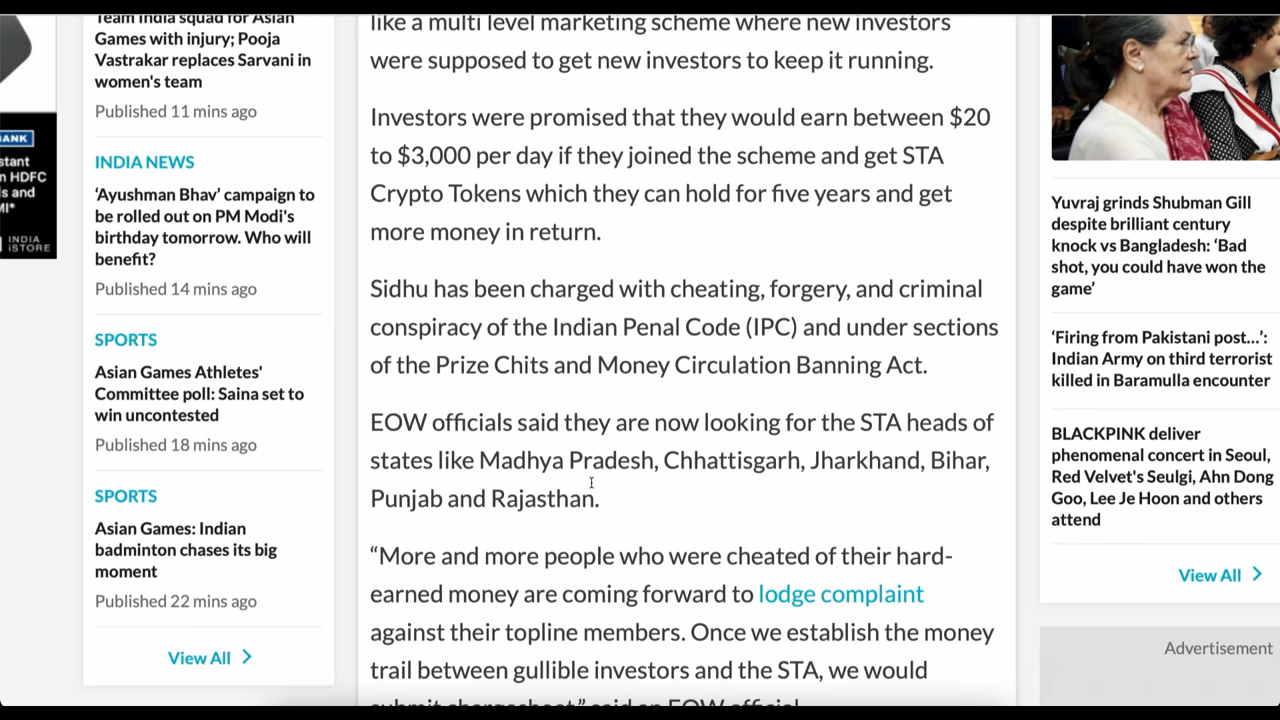 BANK
stant
n HDFC
s and
MI*
INDIA
iSTORE
Team India squad for Asian
Games with injury; Pooja
Vastrakar replaces Sarvani in
women's team
Published 11 mins ago
INDIA NEWS
‘Ayushman Bhav’ campaign to
be rolled out on PM Modi's
birthday tomorrow. Who will
benefit?
Published 14 mins ago
SPORTS
Asian Games Athletes'
Committee poll: Saina set to
win uncontested
Published 18 mins ago
SPORTS
Asian Games: Indian
badminton chases its big
moment
Published 22 mins ago
View All
like a multi level marketing scheme where new investors
were supposed to get new investors to keep it running.
Investors were promised that they would earn between $20
to $3,000 per day if they joined the scheme and get STA
Crypto Tokens which they can hold for five years and get
more money in return.
Sidhu has been charged with cheating, forgery, and criminal
conspiracy of the Indian Penal Code (IPC) and under sections
of the Prize Chits and Money Circulation Banning Act.
EOW officials said they are now looking for the STA heads of
states like Madhya Pradesh, Chhattisgarh, Jharkhand, Bihar,
Punjab and Rajasthan.
“More and more people who were cheated of their hard-
earned money are coming forward to lodge complaint
against their topline members. Once we establish the money
trail between gullible investors and the STA, we would
submit chargesheet,” said an EOW official.
Yuvraj grinds Shubman Gill
despite brilliant century
knock vs Bangladesh: ‘Bad
shot, you could have won the
game’
‘Firing from Pakistani post...’:
Indian Army on third terrorist
killed in Baramulla encounter
BLACKPINK deliver
phenomenal concert in Seoul,
Red Velvet's Seulgi, Ahn Dong
Goo, Lee Je Hoon and others
attend
View All
Advertisement